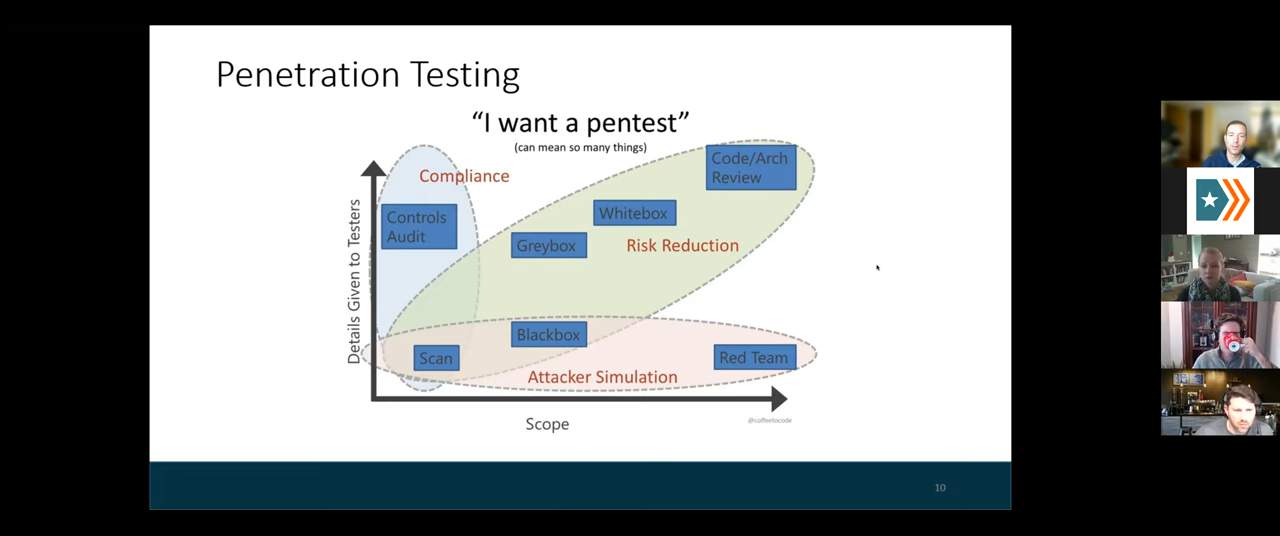 Penetration Testing
“I want a pentest”
(can mean so many things)
Code/Arch
Review
Compliance
Controls
Audit
Whitebox
Greybox
Risk Reduction
Details Given to Testers
Blackbox
Scan
Red Team
Attacker Simulation
Scope
@coffeetocode
10